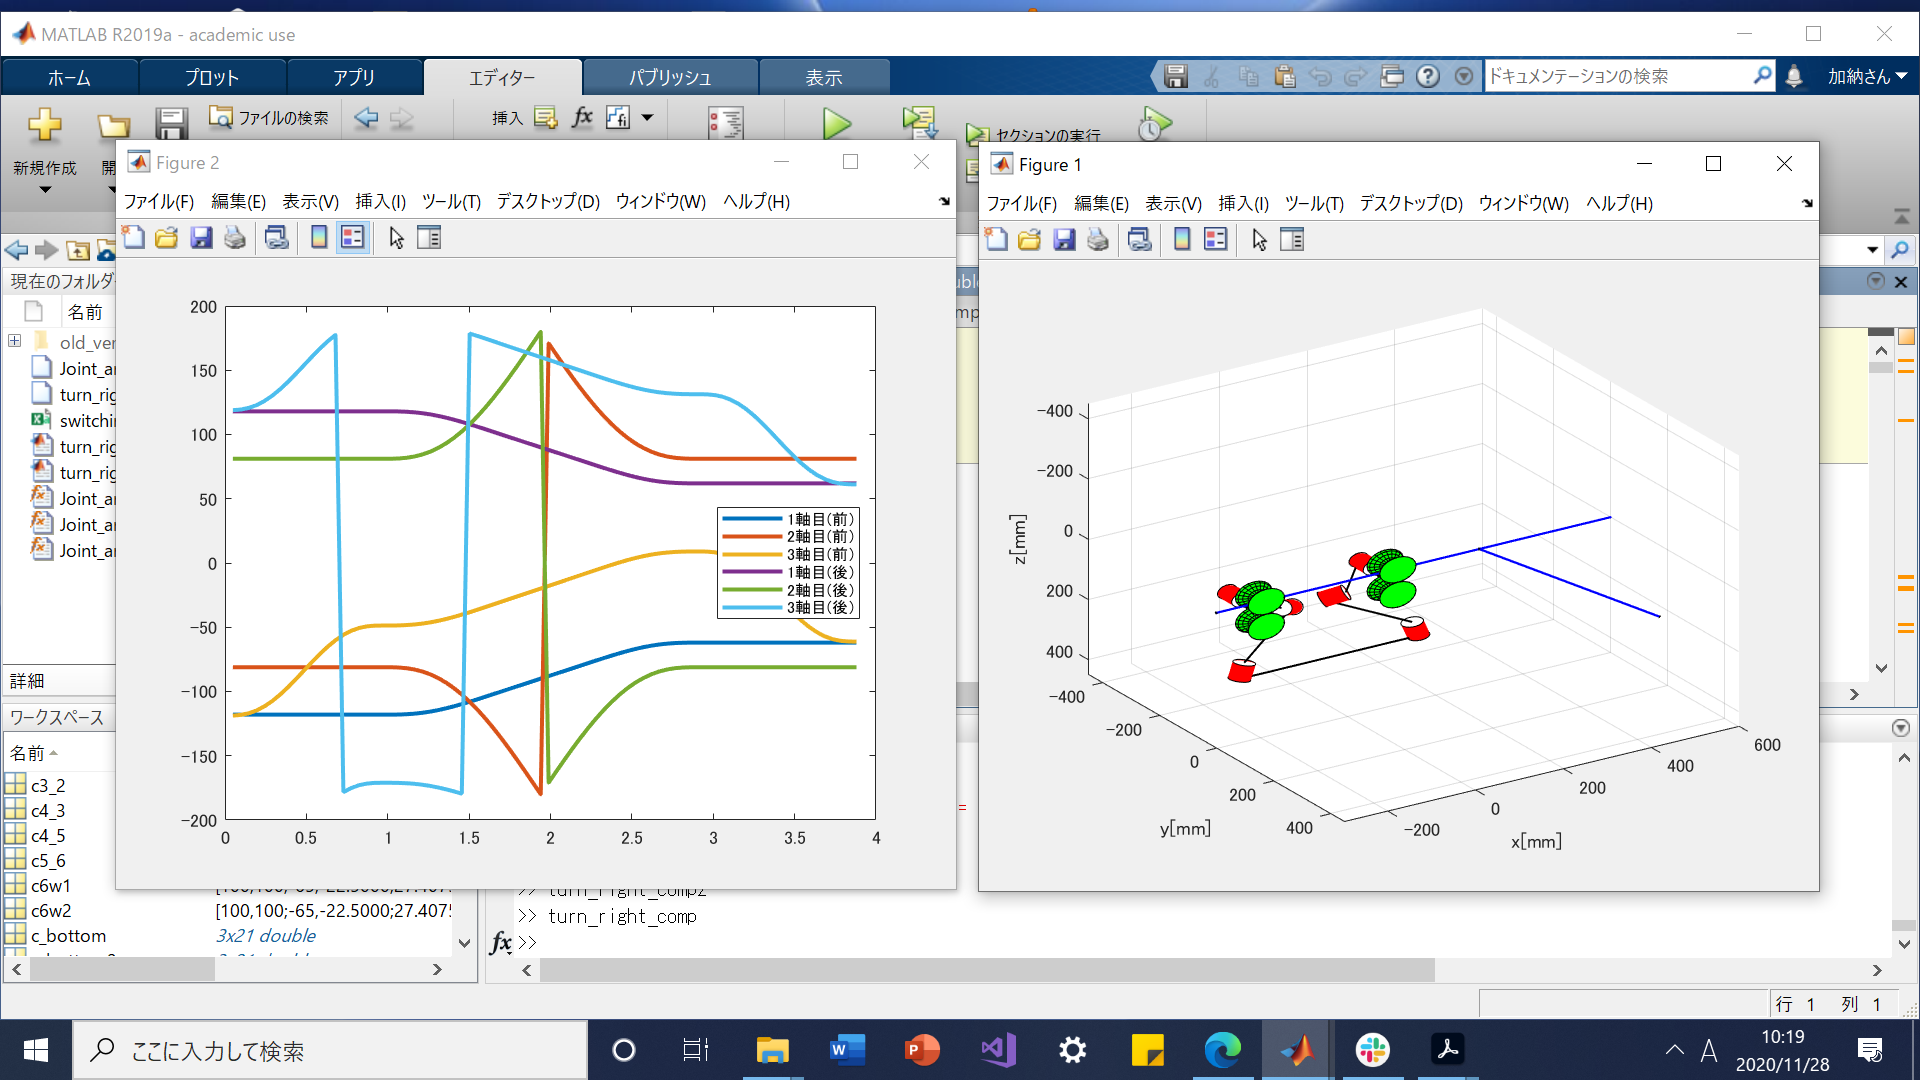 MATLAB R2019a - academic use
ホーム
プロット
アプリ
エディター
パブリッシュ
表示
ドキュメンテーションの検索
加納さん
新規作成
開
ファイルの検索
挿入
fx
fi
セクションの実行
現在のフォルダ
名前
old_ver
Joint_a
turn_rig
switchin
turn_rig
turn_rig
Joint_a
Joint_a
Joint_a
詳細
ワークスペース
名前
c3_2
c4_3
c4_5
c5_6
c6w1
c6w2 [100,100;-65,-22.5000;27.4075
c_bottom 3x21 double
Figure 2
ファイル(F) 編集(E) 表示(V) 挿入(I) ツール(T) デスクトップ(D) ウィンドウ(W) ヘルプ(H)
200
150
100
50
0
-50
-100
-150
-200
0 0.5 1 1.5 2 2.5 3 3.5 4
1軸目(前)
2軸目(前)
3軸目(前)
1軸目(後)
2軸目(後)
3軸目(後)
Figure 1
ファイル(F) 編集(E) 表示(V) 挿入(I) ツール(T) デスクトップ(D) ウィンドウ(W) ヘルプ(H)
z[mm]
-400
-200
0
200
400
y[mm]
-400
-200
0
200
400
x[mm]
-200
0
200
400
600
>> turn_right_comp2
>> turn_right_comp
fx >>
行 1 列 1
ここに入力して検索
A
10:19
2020/11/28